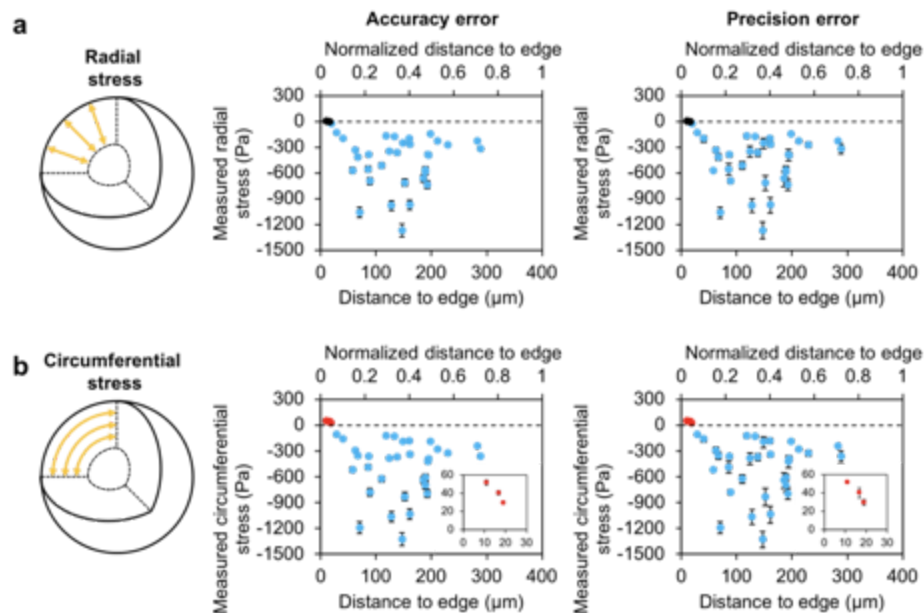 a
Radial
stress
Accuracy error
Normalized distance to edge
0 0.2 0.4 0.6 0.8 1
300
0
-300
-600
-900
-1200
-1500
Measured radial
stress (Pa)
0 100 200 300 400
Distance to edge (μm)
Precision error
Normalized distance to edge
0 0.2 0.4 0.6 0.8 1
300
0
-300
-600
-900
-1200
-1500
Measured radial
stress (Pa)
0 100 200 300 400
Distance to edge (μm)
b
Circumferential
stress
Normalized distance to edge
0 0.2 0.4 0.6 0.8 1
300
0
-300
-600
-900
-1200
-1500
Measured circumferential
stress (Pa)
60
40
20
0
0 10 20 30
0 100 200 300 400
Distance to edge (μm)
Normalized distance to edge
0 0.2 0.4 0.6 0.8 1
300
0
-300
-600
-900
-1200
-1500
Measured circumferential
stress (Pa)
60
40
20
0
0 10 20 30
0 100 200 300 400
Distance to edge (μm)